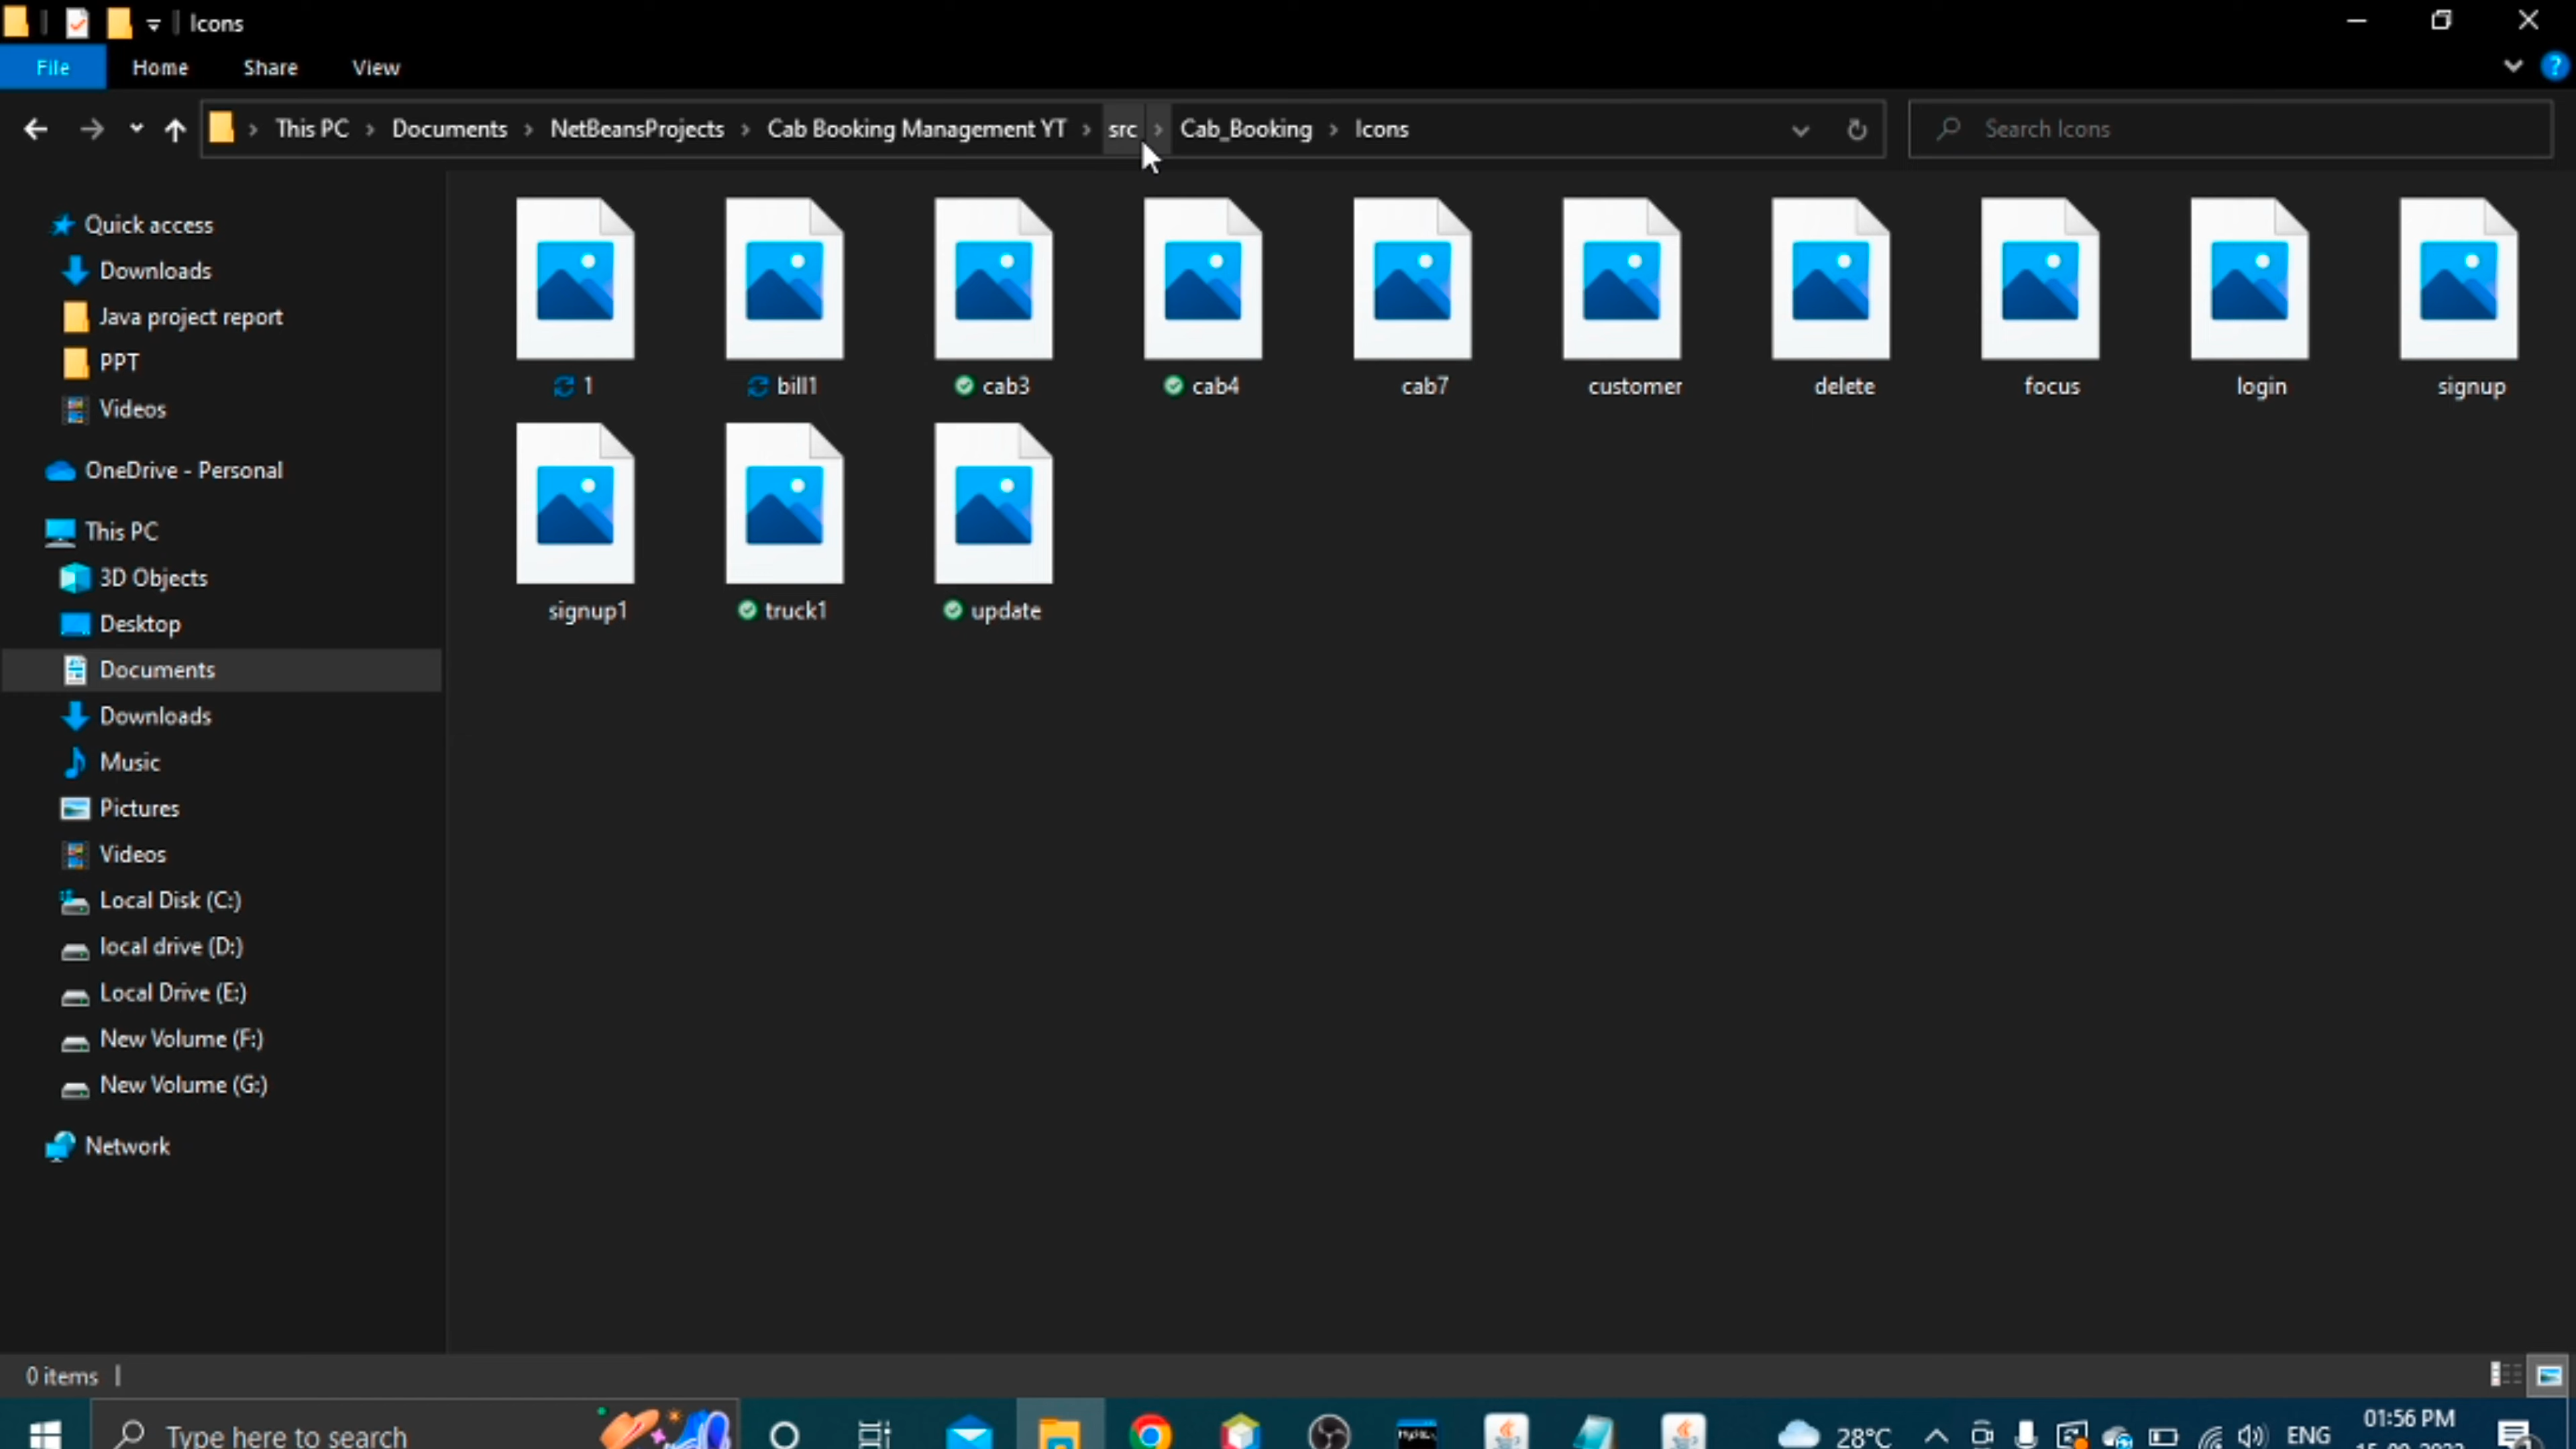 Icons
File Home Share View
This PC Documents NetBeansProjects Cab Booking Management YT src Cab_Booking Icons
Search Icons
Quick access
Downloads
Java project report
PPT
Videos
OneDrive - Personal
This PC
3D Objects
Desktop
Documents
Downloads
Music
Pictures
Videos
Local Disk (C:)
local drive (D:)
Local Drive (E:)
New Volume (F:)
New Volume (G:)
Network
1 bill1 cab3 cab4 cab7 customer delete focus login signup
signup1 truck1 update
0 items
Type here to search
28°C
ENG
01:56 PM